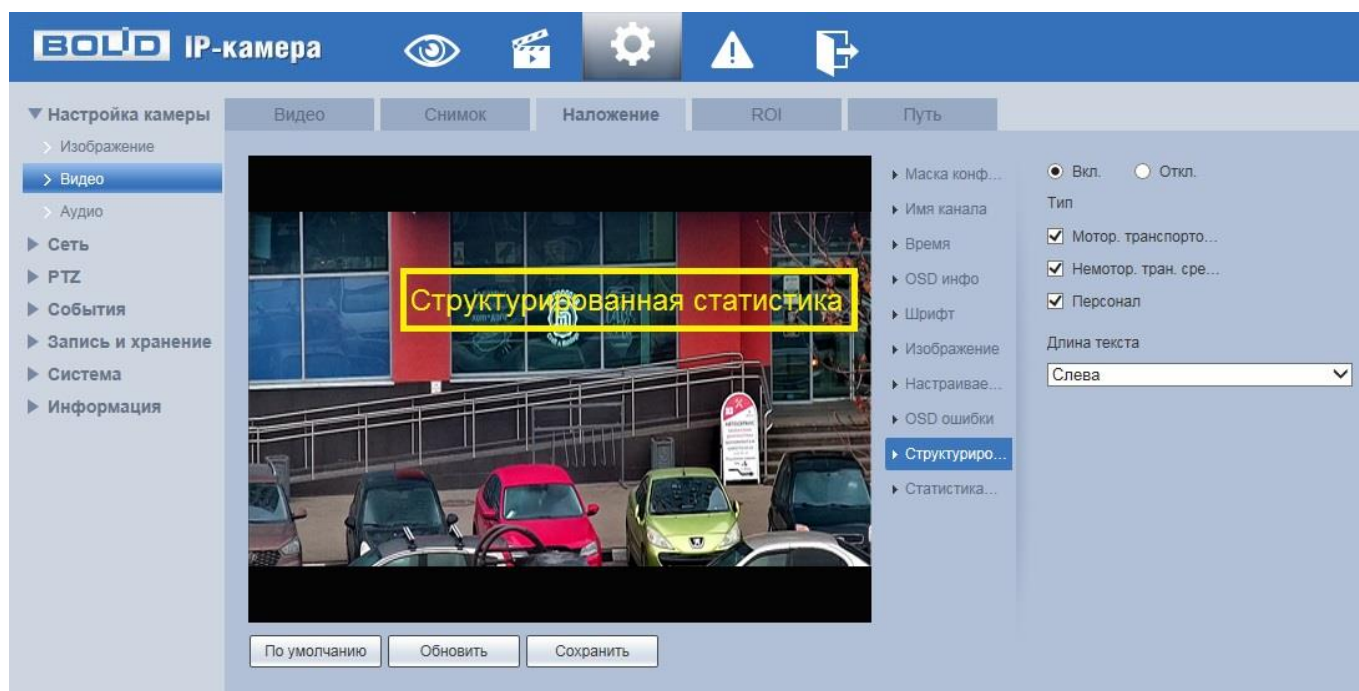 BOLID IP-камера
Настройка камеры
Изображение
Видео
Аудио
Сеть
PTZ
События
Запись и хранение
Система
Информация
Видео Снимок Наложение ROI Путь
Структурированная статистика
По умолчанию Обновить Сохранить
Маска конф...
Имя канала
Время
OSD инфо
Шрифт
Изображение
Настраивае...
OSD ошибки
Структуриро...
Статистика...
Вкл. Откл.
Тип
Мотор. транспорто...
Немотор. тран. сре...
Персонал
Длина текста
Слева